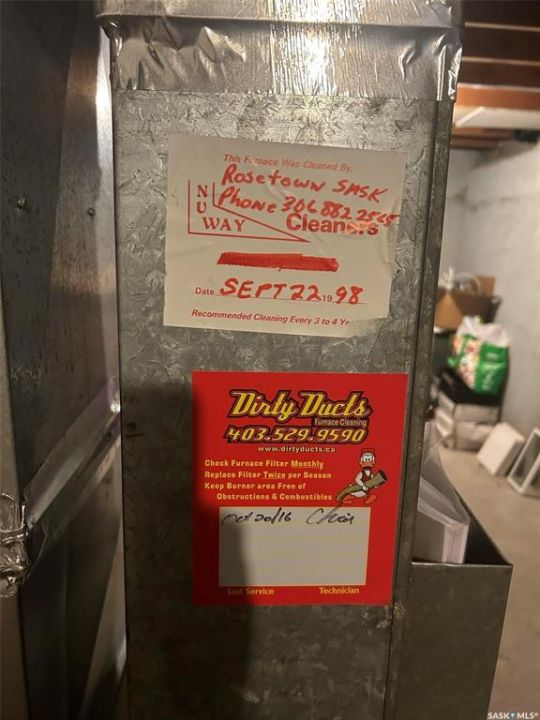 This Furnace Was Cleaned By:
Rosetown SASK
Phone 306 882 2565
NU WAY
Cleaners
Date SEPT 22 19 98
Recommended Cleaning Every 3 to 4 Ye
Dirty Ducts
Furnace Cleaning
403.529.9590
www.dirtyducts.ca
Check Furnace Filter Monthly
Replace Filter Twice per Season
Keep Burner area Free of
Obstructions & Combustibles
Oct 20/16
Last Service Technician
SASK MLS®